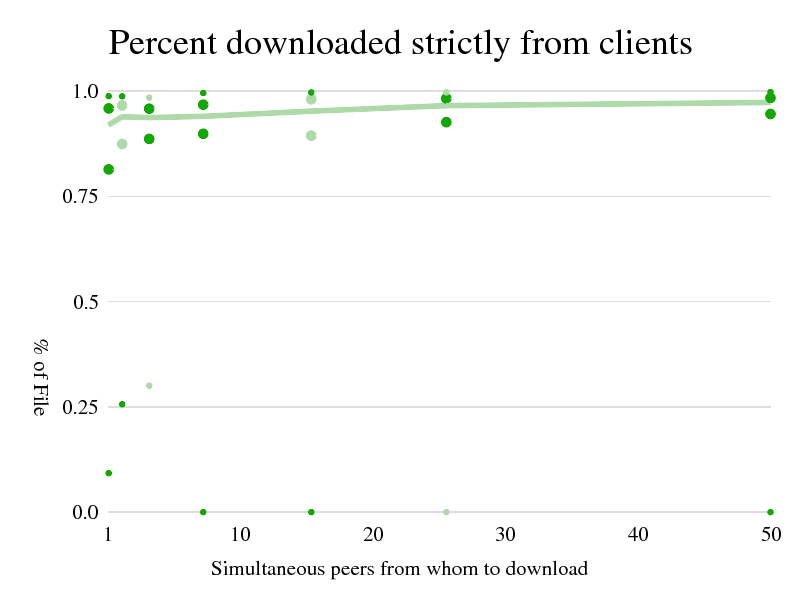 Percent downloaded strictly from clients
1.0
0.75
0.5
0.25
0.0
% of File
1 10 20 30 40 50
Simultaneous peers from whom to download